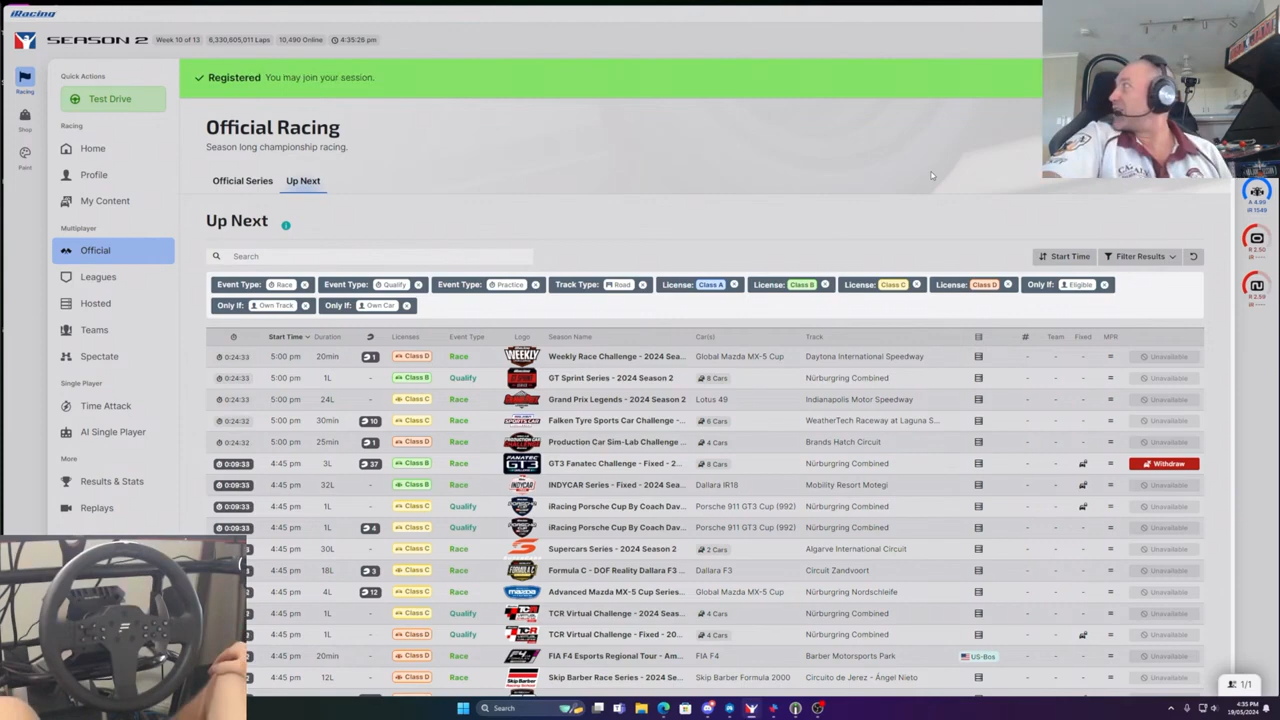 iRacing
SEASON 2 Week 10 of 13 6,330,605,011 Laps 10,490 Online 4:35:26 pm
Racing
Shop
Paint
Quick Actions
Test Drive
Racing
Home
Profile
My Content
Multiplayer
Official
Leagues
Hosted
Teams
Spectate
Single Player
Time Attack
AI Single Player
More
Results & Stats
Replays
Registered You may join your session.
Official Racing
Season long championship racing.
Official Series Up Next
Up Next
Search Start Time Filter Results
Event Type: Race Event Type: Qualify Event Type: Practice Track Type: Road License: Class A License: Class B License: Class C License: Class D Only If: Eligible
Only If: Own Track Only If: Own Car
Start Time Duration Licenses Event Type Logo Season Name Car(s) Track # Team Fixed MPR
0:24:33 5:00 pm 20min 1 Class D Race Weekly Race Challenge - 2024 Sea... Global Mazda MX-5 Cup Daytona International Speedway - - - = Unavailable
0:24:33 5:00 pm 1L - Class B Qualify GT Sprint Series - 2024 Season 2 8 Cars Nürburgring Combined - - - = Unavailable
0:24:33 5:00 pm 24L - Class C Race Grand Prix Legends - 2024 Season 2 Lotus 49 Indianapolis Motor Speedway - - - = Unavailable
0:24:32 5:00 pm 30min 10 Class C Race Falken Tyre Sports Car Challenge -... 4 Cars WeatherTech Raceway at Laguna S... - - - = Unavailable
0:24:32 5:00 pm 25min 1 Class D Race Production Car Sim-Lab Challenge ... 4 Cars Brands Hatch Circuit - - - = Unavailable
0:09:33 4:45 pm 3L 37 Class B Race GT3 Fanatec Challenge - Fixed - 2... 8 Cars Nürburgring Combined - - = Withdraw
0:09:33 4:45 pm 32L - Class B Race INDYCAR Series - Fixed - 2024 Sea... Dallara IR18 Mobility Resort Motegi - - = Unavailable
0:09:33 4:45 pm 1L - Class C Qualify iRacing Porsche Cup By Coach Dav... Porsche 911 GT3 Cup (992) Nürburgring Combined - - = Unavailable
0:09:33 4:45 pm 1L 4 Class C Qualify iRacing Porsche Cup By Coach Dav... Porsche 911 GT3 Cup (992) Nürburgring Combined - - - = Unavailable
4:45 pm 30L - Class C Race Supercars Series - 2024 Season 2 2 Cars Algarve International Circuit - - - = Unavailable
4:45 pm 18L 3 Class C Race Formula C - DOF Reality Dallara F3 ... Dallara F3 Circuit Zandvoort - - - = Unavailable
4:45 pm 4L 12 Class C Race Advanced Mazda MX-5 Cup Series... Global Mazda MX-5 Cup Nürburgring Nordschleife - - - = Unavailable
4:45 pm 1L - Class C Qualify TCR Virtual Challenge - 2024 Seas... 4 Cars Nürburgring Combined - - - = Unavailable
4:45 pm 1L - Class D Qualify TCR Virtual Challenge - Fixed - 20... 4 Cars Nürburgring Combined - - = Unavailable
4:45 pm 20min - Class D Race FIA F4 Esports Regional Tour - Am... FIA F4 Barber Motorsports Park US-Bos - - - = Unavailable
4:45 pm 12L - Class D Race Skip Barber Race Series - 2024 Se... Skip Barber Formula 2000 Circuito de Jerez - Ángel Nieto - - - = Unavailable
A 4.95
iR 1549
R 2.50
R 2.59
1/1
Search
4:35 PM
19/05/2024